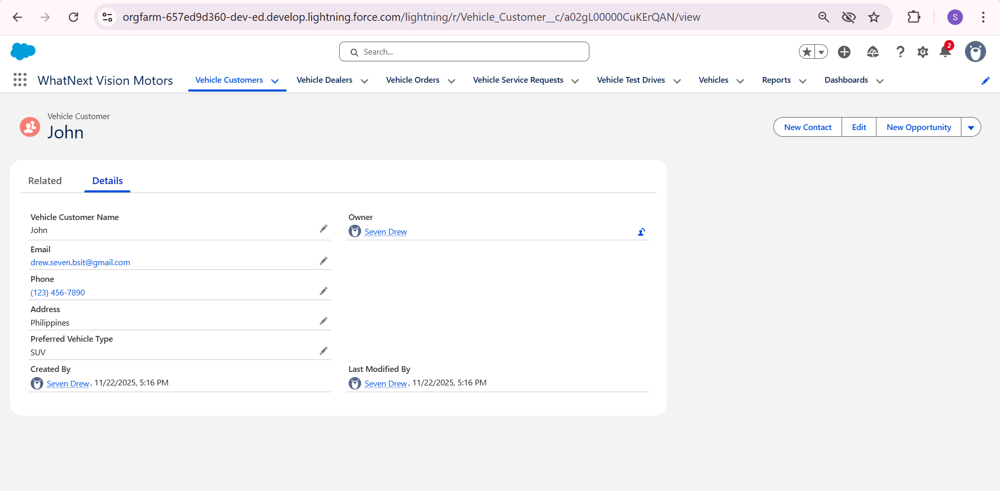 orgfarm-657ed9d360-dev-ed.develop.lightning.force.com/lightning/r/Vehicle_Customer__c/a02gL00000CuKErQAN/view
S
Search...
2
WhatNext Vision Motors
Vehicle Customers
Vehicle Dealers
Vehicle Orders
Vehicle Service Requests
Vehicle Test Drives
Vehicles
Reports
Dashboards
Vehicle Customer
John
New Contact
Edit
New Opportunity
Related
Details
Vehicle Customer Name
John
Owner
Seven Drew
Email
drew.seven.bsit@gmail.com
Phone
(123) 456-7890
Address
Philippines
Preferred Vehicle Type
SUV
Created By
Seven Drew, 11/22/2025, 5:16 PM
Last Modified By
Seven Drew, 11/22/2025, 5:16 PM